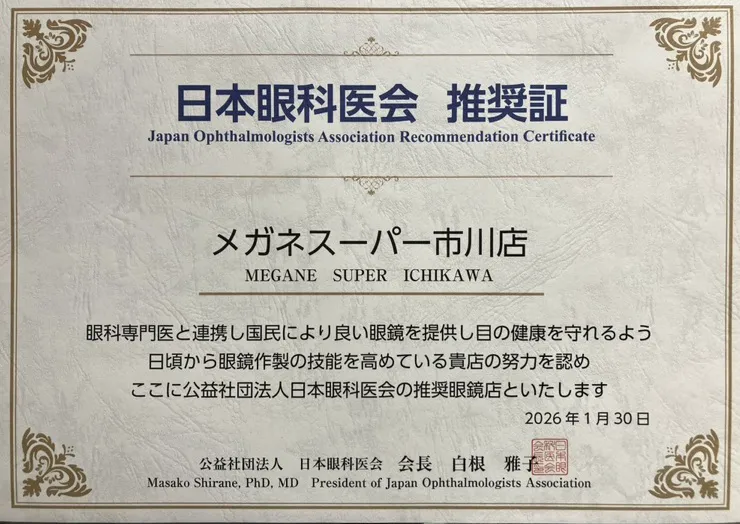 日本眼科医会 推奨証
Japan Ophthalmologists Association Recommendation Certificate
メガネスーパー市川店
MEGANE SUPER ICHIKAWA
眼科専門医と連携し国民により良い眼鏡を提供し目の健康を守れるよう
日頃から眼鏡作製の技能を高めている貴店の努力を認め
ここに公益社団法人日本眼科医会の推奨眼鏡店といたします
2026年1月30日
公益社団法人 日本眼科医会 会長 白根 雅子
Masako Shirane, PhD, MD President of Japan Ophthalmologists Association